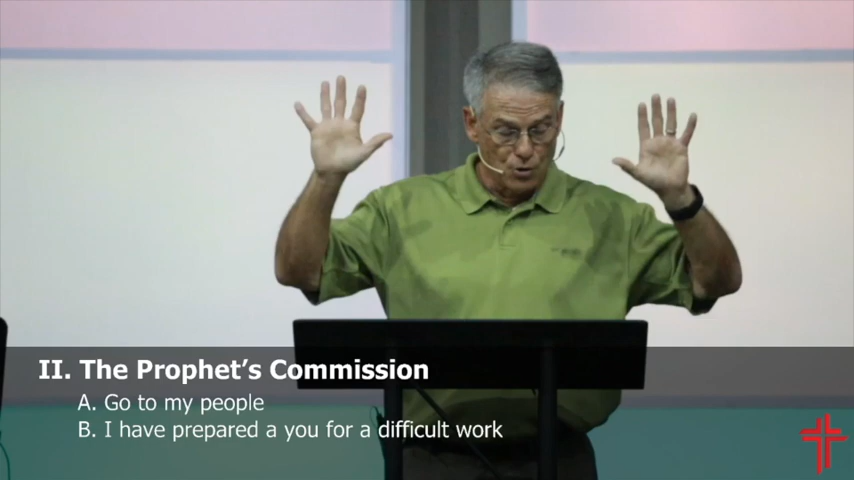 II. The Prophet's Commission
A. Go to my people
B. I have prepared a you for a difficult work